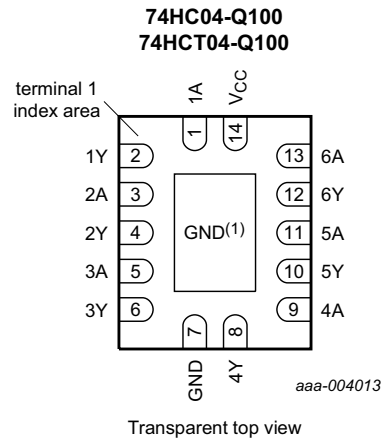 74HC04-Q100
74HCT04-Q100
terminal 1
index area
1A
VCC
1
14
1Y 2 13 6A
2A 3 12 6Y
2Y 4 GND(1) 11 5A
3A 5 10 5Y
3Y 6 9 4A
7
8
GND
4Y
aaa-004013
Transparent top view